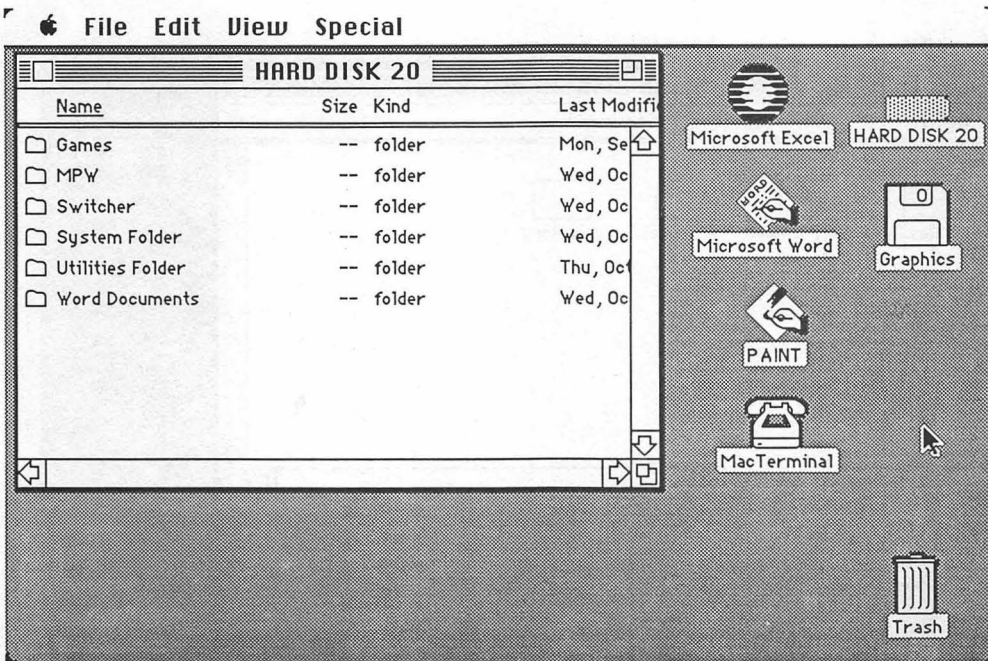 File Edit View Special
HARD DISK 20
Name Size Kind Last Modifi
Games -- folder Mon, Se
MPW -- folder Wed, Oc
Switcher -- folder Wed, Oc
System Folder -- folder Wed, Oc
Utilities Folder -- folder Thu, Oct
Word Documents -- folder Wed, Oc
Microsoft Excel
HARD DISK 20
Microsoft Word
Graphics
PAINT
MacTerminal
Trash